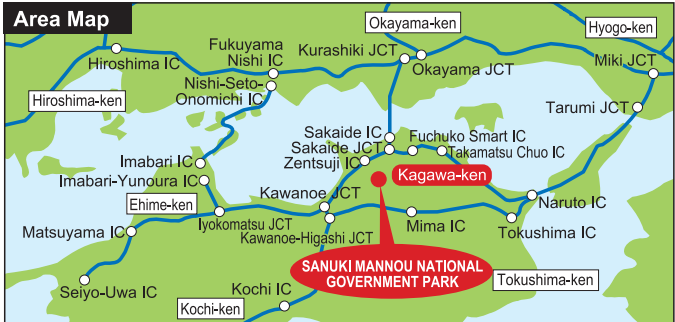 Area Map
Okayama-ken
Hyogo-ken
Fukuyama
Nishi IC
Kurashiki JCT
Hiroshima IC
Okayama JCT
Miki JCT
Nishi-Seto-
Onomichi IC
Hiroshima-ken
Tarumi JCT
Sakaide IC
Fuchuko Smart IC
Sakaide JCT
Takamatsu Chuo IC
Zentsuji IC
Imabari IC
Kagawa-ken
Imabari-Yunoura IC
Kawanoe JCT
Naruto IC
Ehime-ken
Iyokomatsu JCT
Mima IC
Matsuyama IC
Kawanoe-Higashi JCT
Tokushima IC
SANUKI MANNOU NATIONAL
GOVERNMENT PARK
Tokushima-ken
Seiyo-Uwa IC
Kochi IC
Kochi-ken